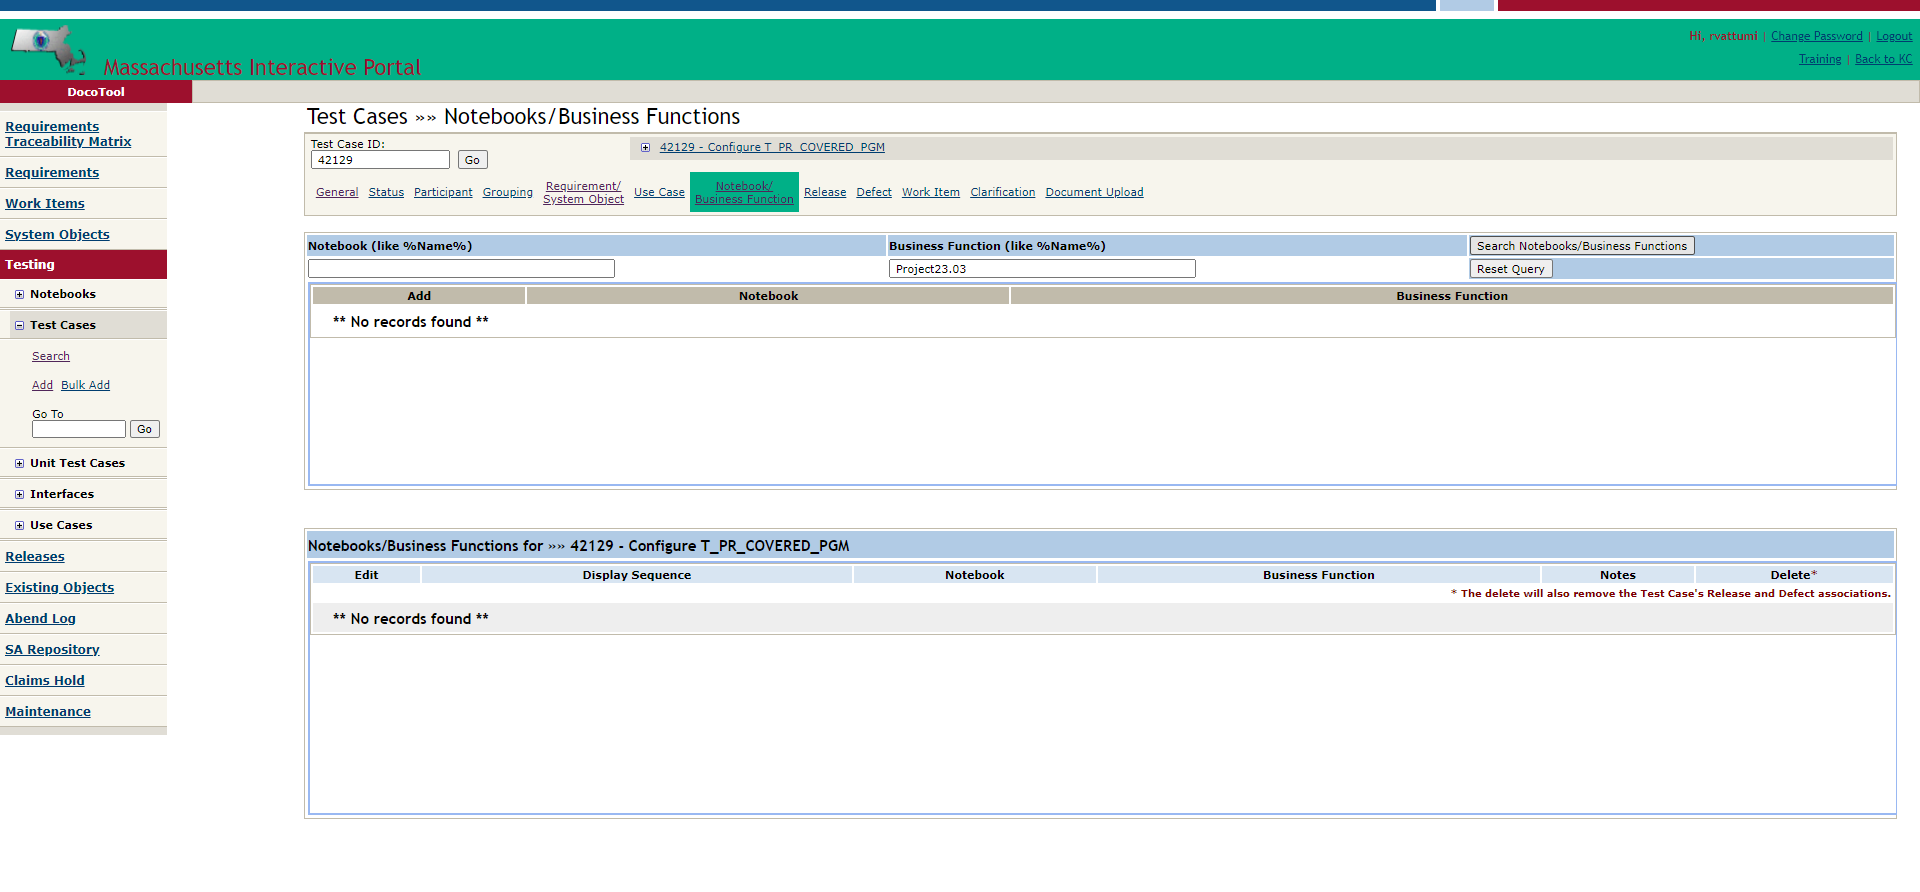 Hi, rvattumi | Change Password | Logout
Training | Back to KC
Massachusetts Interactive Portal
DocoTool
Requirements
Traceability Matrix
Requirements
Work Items
System Objects
Testing
Notebooks
Test Cases
Search
Add Bulk Add
Go To
Go
Unit Test Cases
Interfaces
Use Cases
Releases
Existing Objects
Abend Log
SA Repository
Claims Hold
Maintenance
Test Cases »» Notebooks/Business Functions
Test Case ID:
42129 Go
42129 - Configure T_PR_COVERED_PGM
General Status Participant Grouping Requirement/ System Object Use Case Notebook/ Business Function Release Defect Work Item Clarification Document Upload
Notebook (like %Name%) Business Function (like %Name%) Search Notebooks/Business Functions
Project23.03 Reset Query
Add Notebook Business Function
** No records found **
Notebooks/Business Functions for »» 42129 - Configure T_PR_COVERED_PGM
Edit Display Sequence Notebook Business Function Notes Delete*
* The delete will also remove the Test Case's Release and Defect associations.
** No records found **